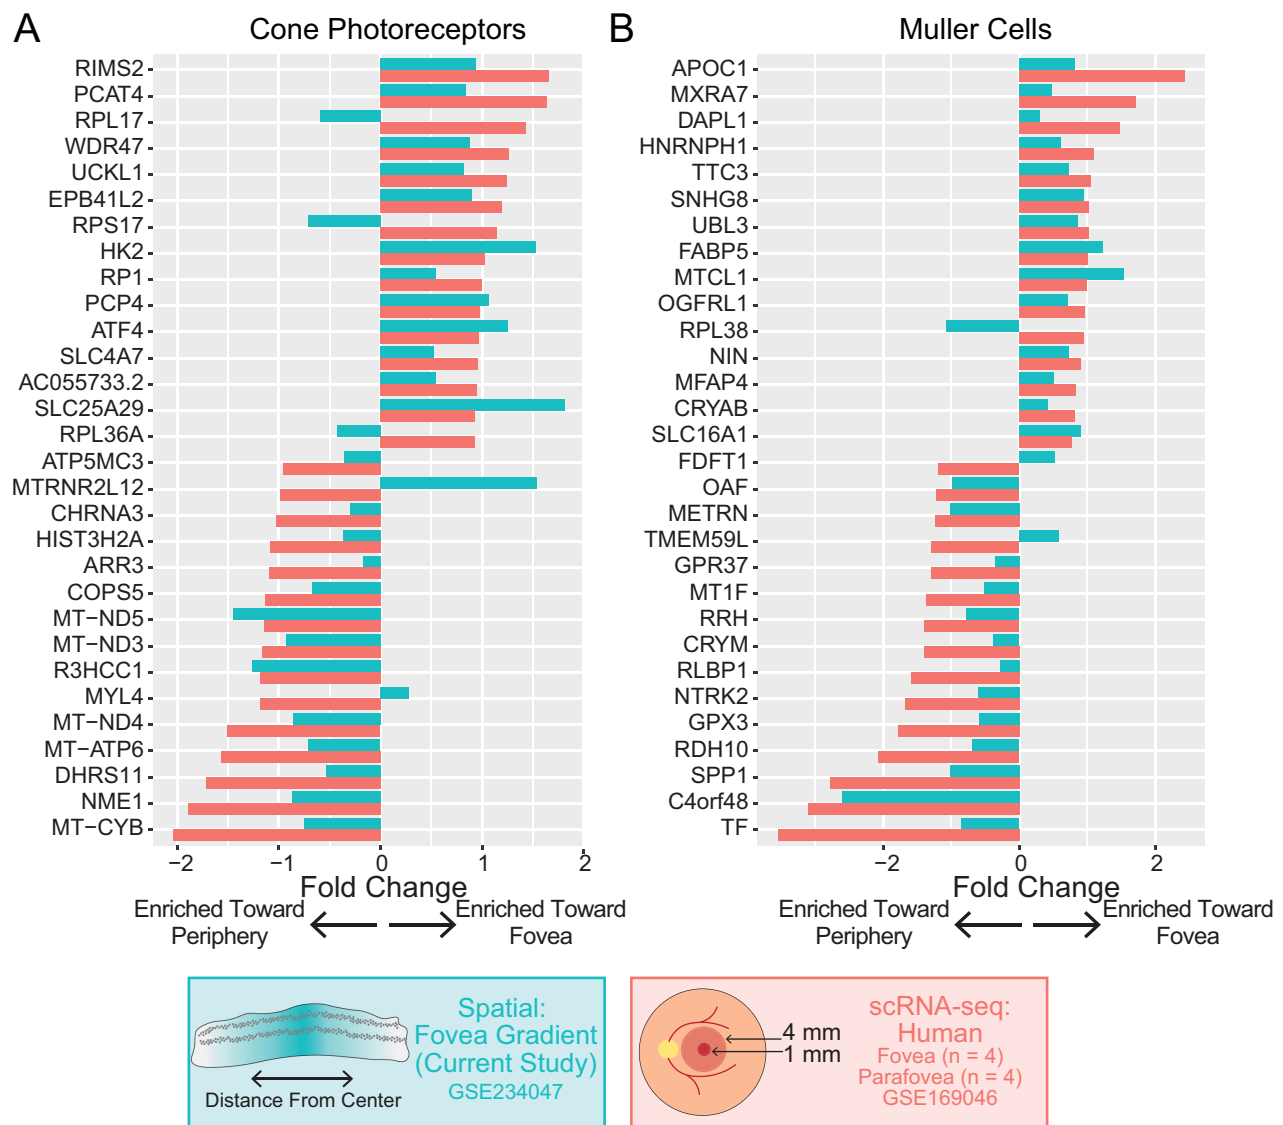 A
Cone Photoreceptors
RIMS2
PCAT4
RPL17
WDR47
UCKL1
EPB41L2
RPS17
HK2
RP1
PCP4
ATF4
SLC4A7
AC055733.2
SLC25A29
RPL36A
ATP5MC3
MTRNR2L12
CHRNA3
HIST3H2A
ARR3
COPS5
MT−ND5
MT−ND3
R3HCC1
MYL4
MT−ND4
MT−ATP6
DHRS11
NME1
MT−CYB
−2 −1 0 1 2
Fold Change
Enriched Toward
Periphery
Enriched Toward
Fovea
B
Muller Cells
APOC1
MXRA7
DAPL1
HNRNPH1
TTC3
SNHG8
UBL3
FABP5
MTCL1
OGFRL1
RPL38
NIN
MFAP4
CRYAB
SLC16A1
FDFT1
OAF
METRN
TMEM59L
GPR37
MT1F
RRH
CRYM
RLBP1
NTRK2
GPX3
RDH10
SPP1
C4orf48
TF
−2 0 2
Fold Change
Enriched Toward
Periphery
Enriched Toward
Fovea
Distance From Center
Spatial:
Fovea Gradient
(Current Study)
GSE234047
4 mm
1 mm
scRNA-seq:
Human
Fovea (n = 4)
Parafovea (n = 4)
GSE169046